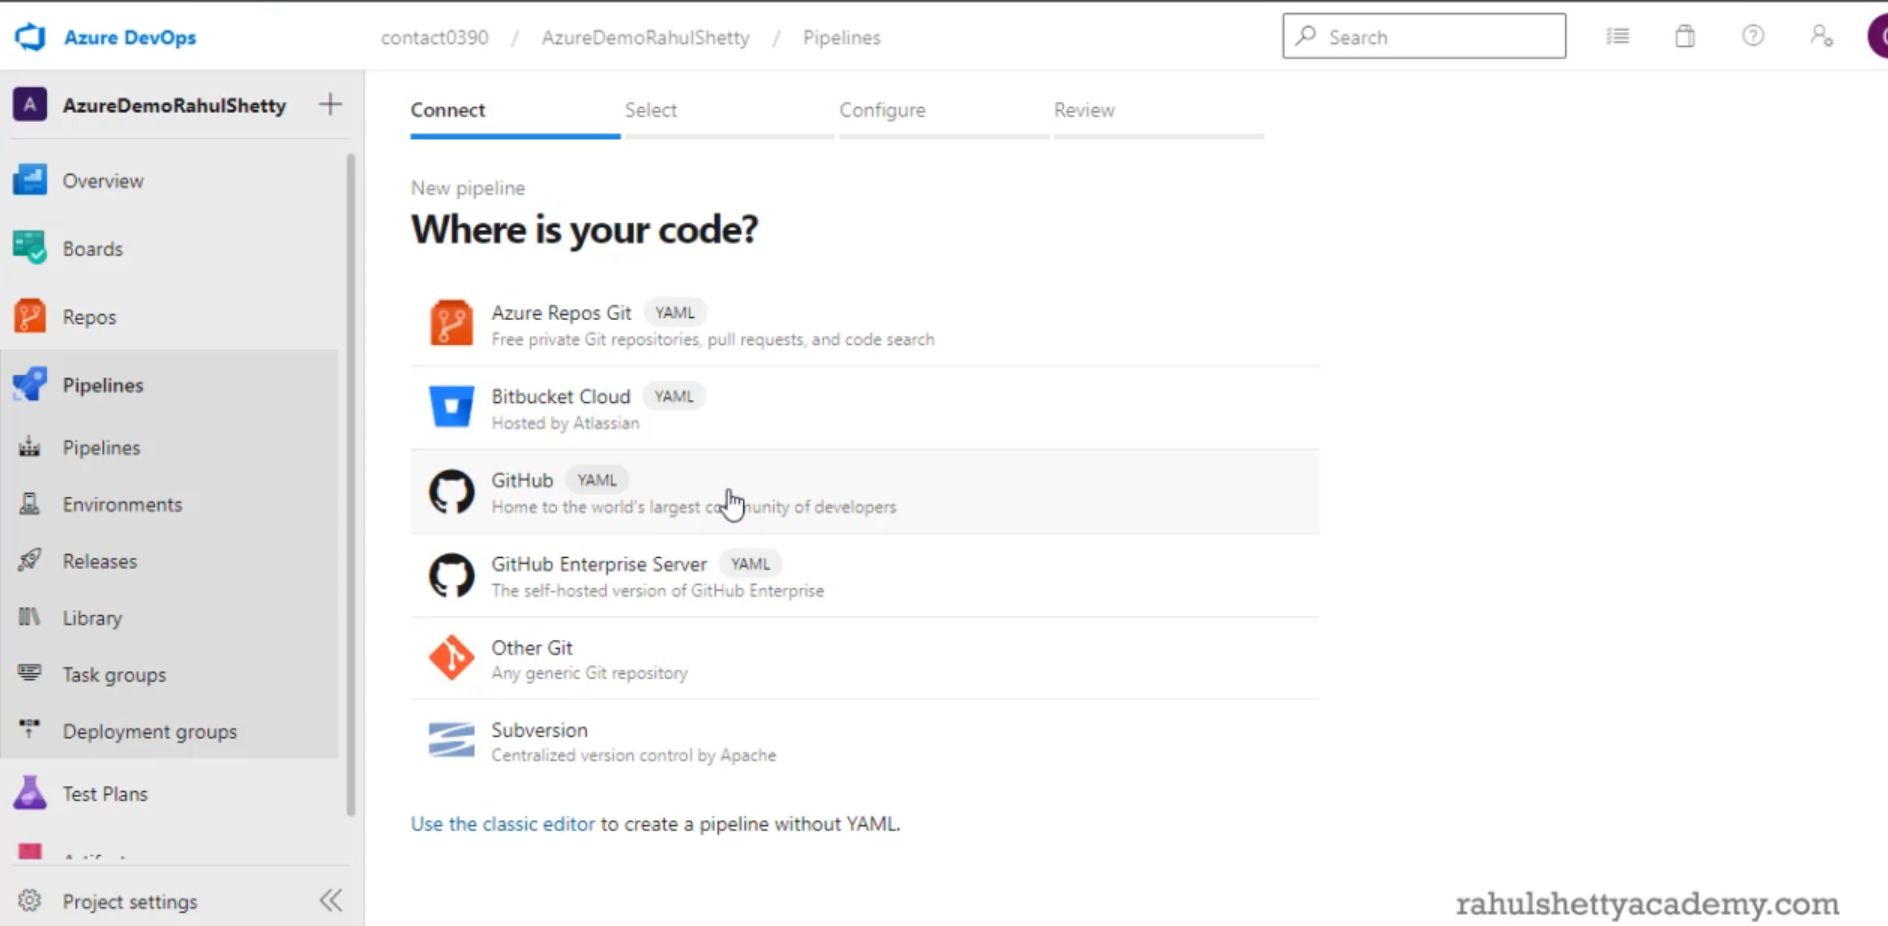 Azure DevOps
contact0390 / AzureDemoRahulShetty / Pipelines
Search
A AzureDemoRahulShetty
Overview
Boards
Repos
Pipelines
Pipelines
Environments
Releases
Library
Task groups
Deployment groups
Test Plans
Project settings
Connect Select Configure Review
New pipeline
Where is your code?
Azure Repos Git YAML
Free private Git repositories, pull requests, and code search
Bitbucket Cloud YAML
Hosted by Atlassian
GitHub YAML
Home to the world's largest community of developers
GitHub Enterprise Server YAML
The self-hosted version of GitHub Enterprise
Other Git
Any generic Git repository
Subversion
Centralized version control by Apache
Use the classic editor to create a pipeline without YAML.
rahulshettyacademy.com